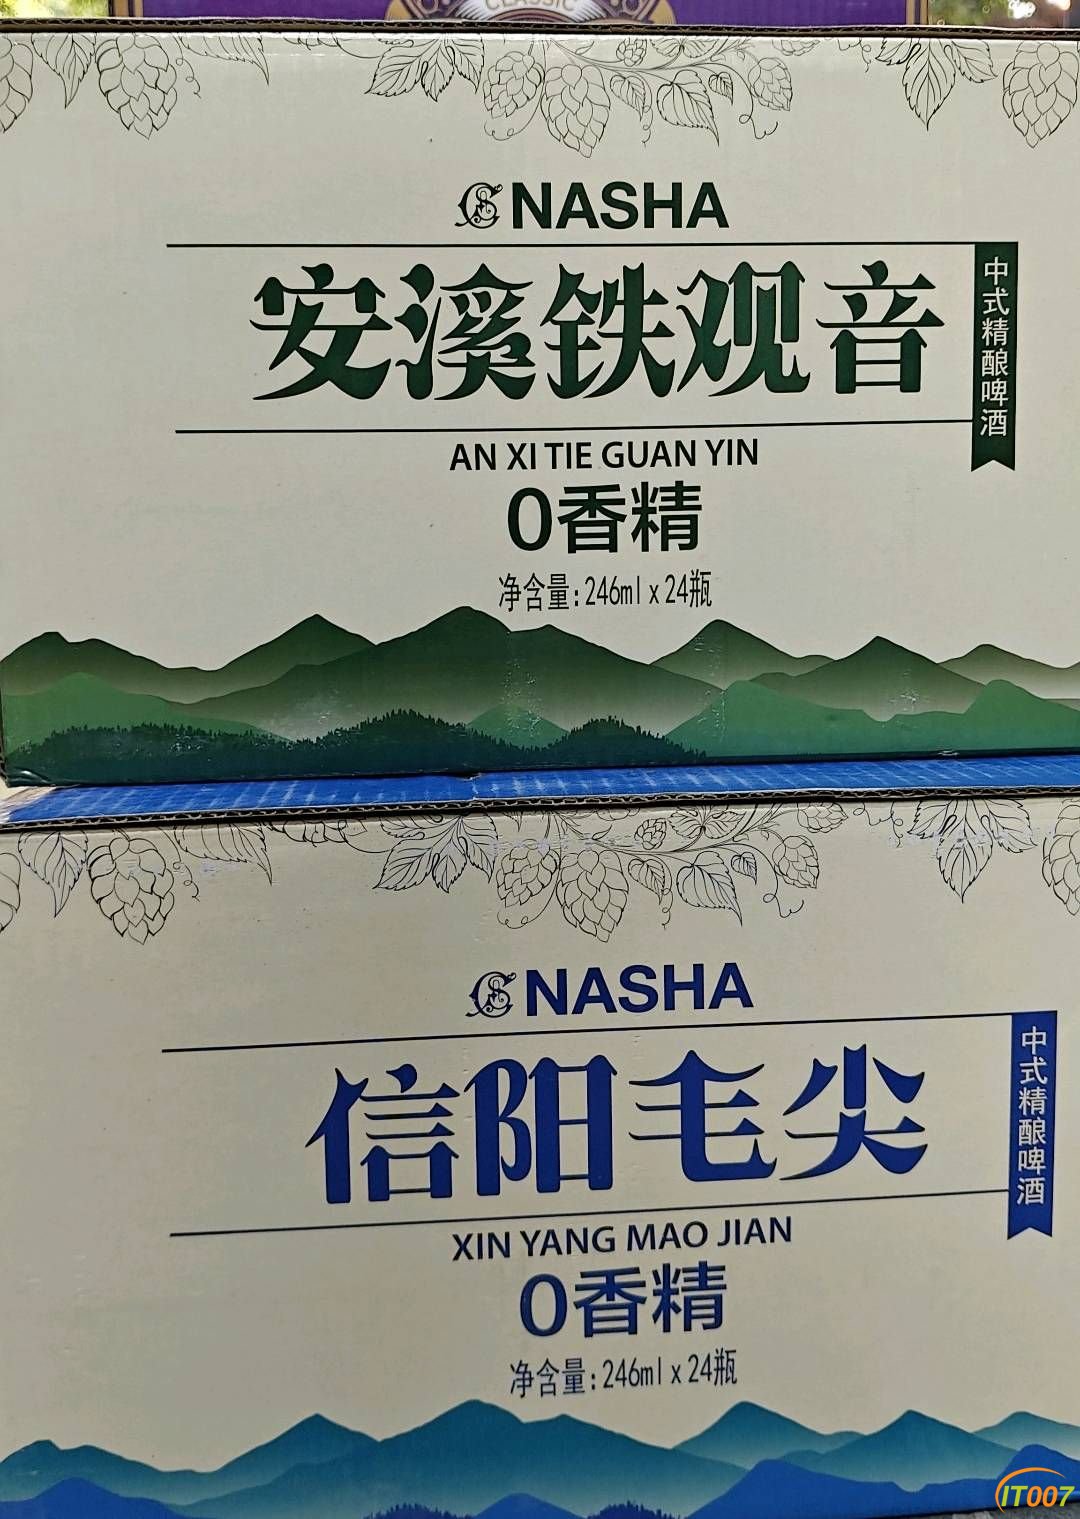 CLASSIC
NASHA
安溪铁观音
中式精酿啤酒
AN XI TIE GUAN YIN
0香精
净含量:246ml x 24瓶
NASHA
信阳毛尖
中式精酿啤酒
XIN YANG MAO JIAN
0香精
净含量:246ml x 24瓶
IT007